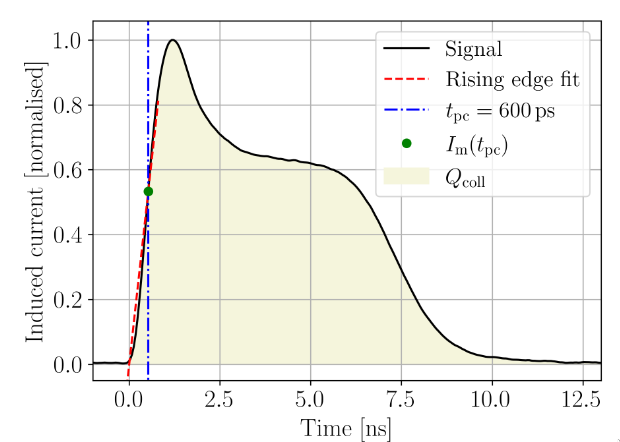 Induced current [normalised]
1.0
0.8
0.6
0.4
0.2
0.0
Signal
Rising edge fit
t_pc = 600 ps
I_m(t_pc)
Q_coll
0.0 2.5 5.0 7.5 10.0 12.5
Time [ns]